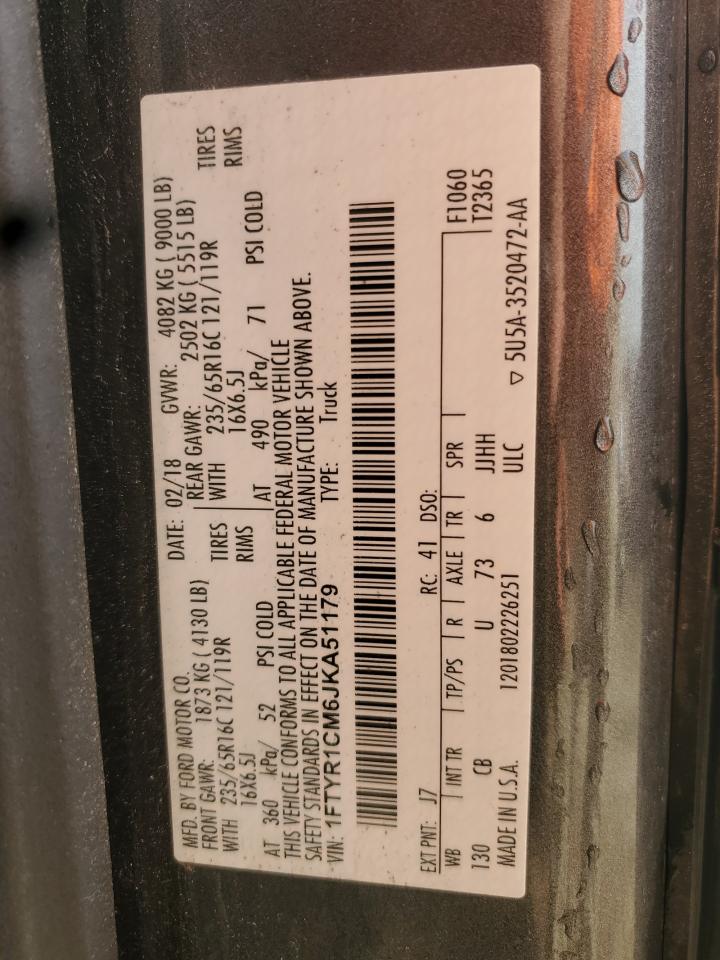 MFD. BY FORD MOTOR CO. DATE: 02/18 GVWR: 4082 KG ( 9000 LB)
FRONT GAWR: 1873 KG ( 4130 LB) REAR GAWR: 2502 KG ( 5515 LB)
WITH 235/65R16C 121/119R TIRES WITH 235/65R16C 121/119R TIRES
16X6.5J RIMS 16X6.5J RIMS
AT 360 kPa/ 52 PSI COLD AT 490 kPa/ 71 PSI COLD
THIS VEHICLE CONFORMS TO ALL APPLICABLE FEDERAL MOTOR VEHICLE
SAFETY STANDARDS IN EFFECT ON THE DATE OF MANUFACTURE SHOWN ABOVE.
VIN: 1FTYR1CM6JKA51179 TYPE: Truck
EXT PNT: J7 RC: 41 DSO: F1060
WB INT TR TP/PS R AXLE TR SPR T2365
130 CB U 73 6 JJHH
MADE IN U.S.A. 1201802226251 ULC ▽ 5U5A-3520472-AA